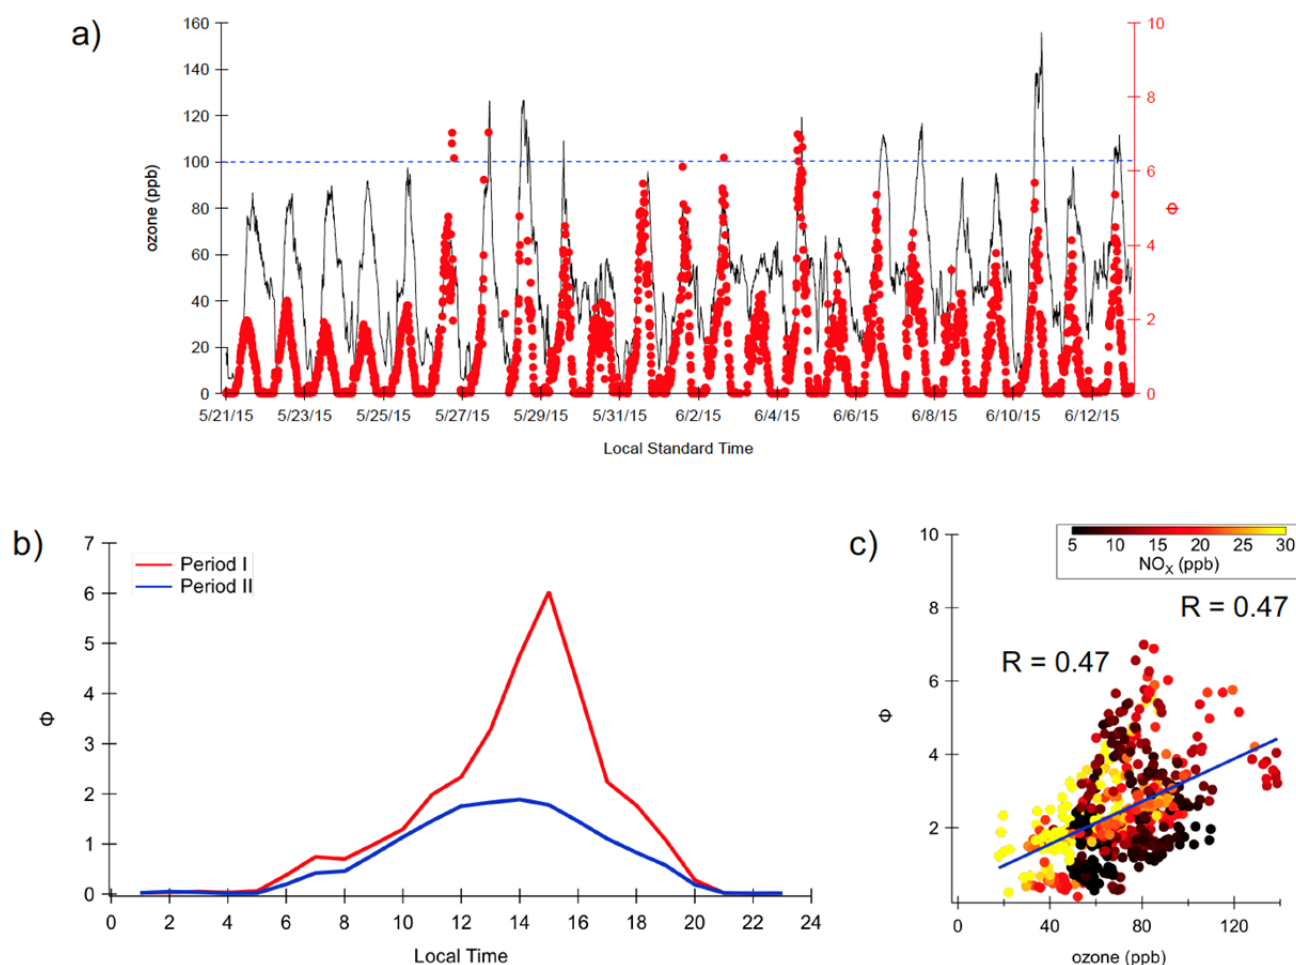 a)
160
140
120
100
80
60
40
20
0
ozone (ppb)
10
8
6
4
2
0
Φ
5/21/15 5/23/15 5/25/15 5/27/15 5/29/15 5/31/15 6/2/15 6/4/15 6/6/15 6/8/15 6/10/15 6/12/15
Local Standard Time
b)
7
6
5
4
3
2
1
0
Φ
Period I
Period II
0 2 4 6 8 10 12 14 16 18 20 22 24
Local Time
c)
5 10 15 20 25 30
NOX (ppb)
R = 0.47
R = 0.47
10
8
6
4
2
Φ
0 40 80 120
ozone (ppb)